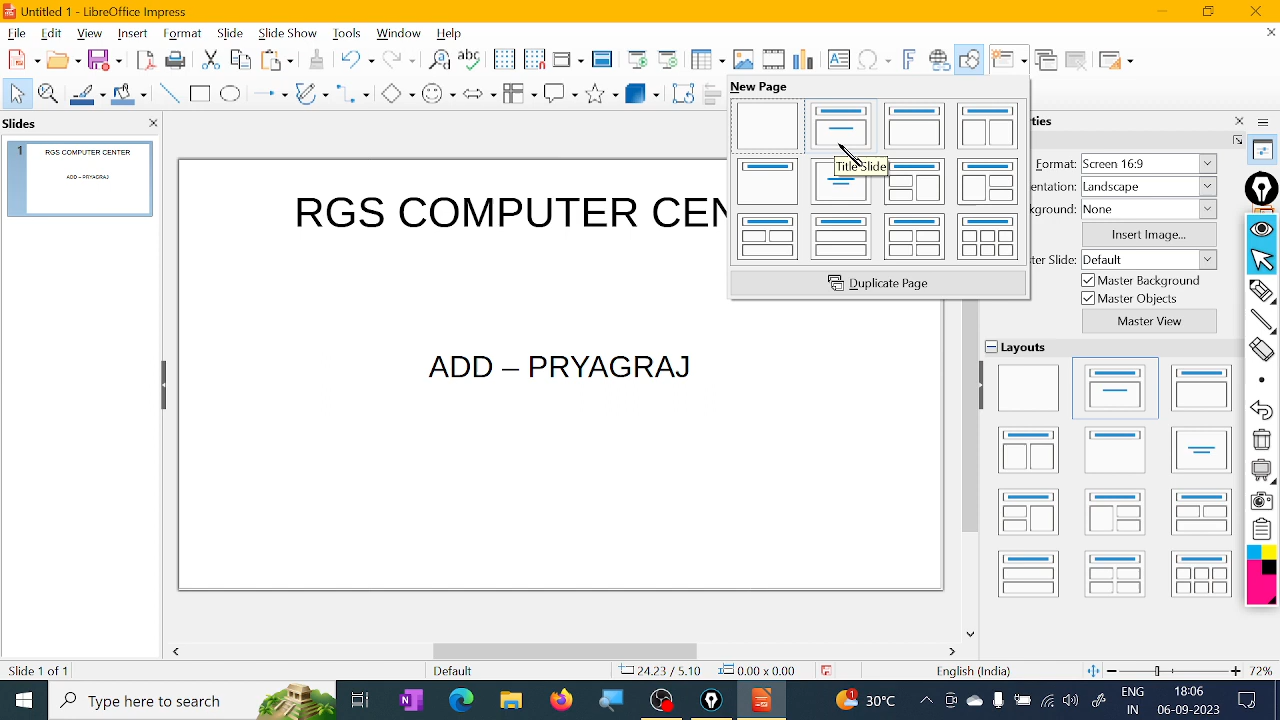 Untitled 1 - LibreOffice Impress
File Edit View Insert Format Slide Slide Show Tools Window Help
New Page
Title Slide
Duplicate Page
Slides
1
RGS COMPUTER CENTER
ADD – PRYAGRAJ
RGS COMPUTER CEN
ADD – PRYAGRAJ
ties
Format: Screen 16:9
entation: Landscape
kground: None
Insert Image...
ter Slide: Default
Master Background
Master Objects
Master View
Layouts
Slide 1 of 1 Default 24.23 / 5.10 0.00 x 0.00 English (India) 72%
Type here to search
1 30°C ENG IN 18:06 06-09-2023